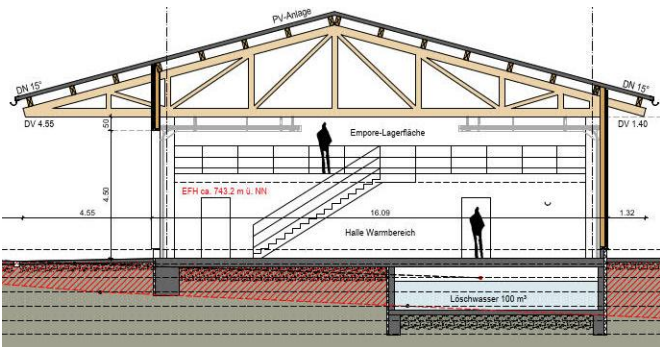 PV-Anlage
DN 15°
DN 15°
DV 4.55
DV 1.40
.50
Empore-Lagerfläche
4.50
EFH ca. 743.2 m ü. NN
4.55
16.09
1.32
Halle Warmbereich
Löschwasser 100 m³